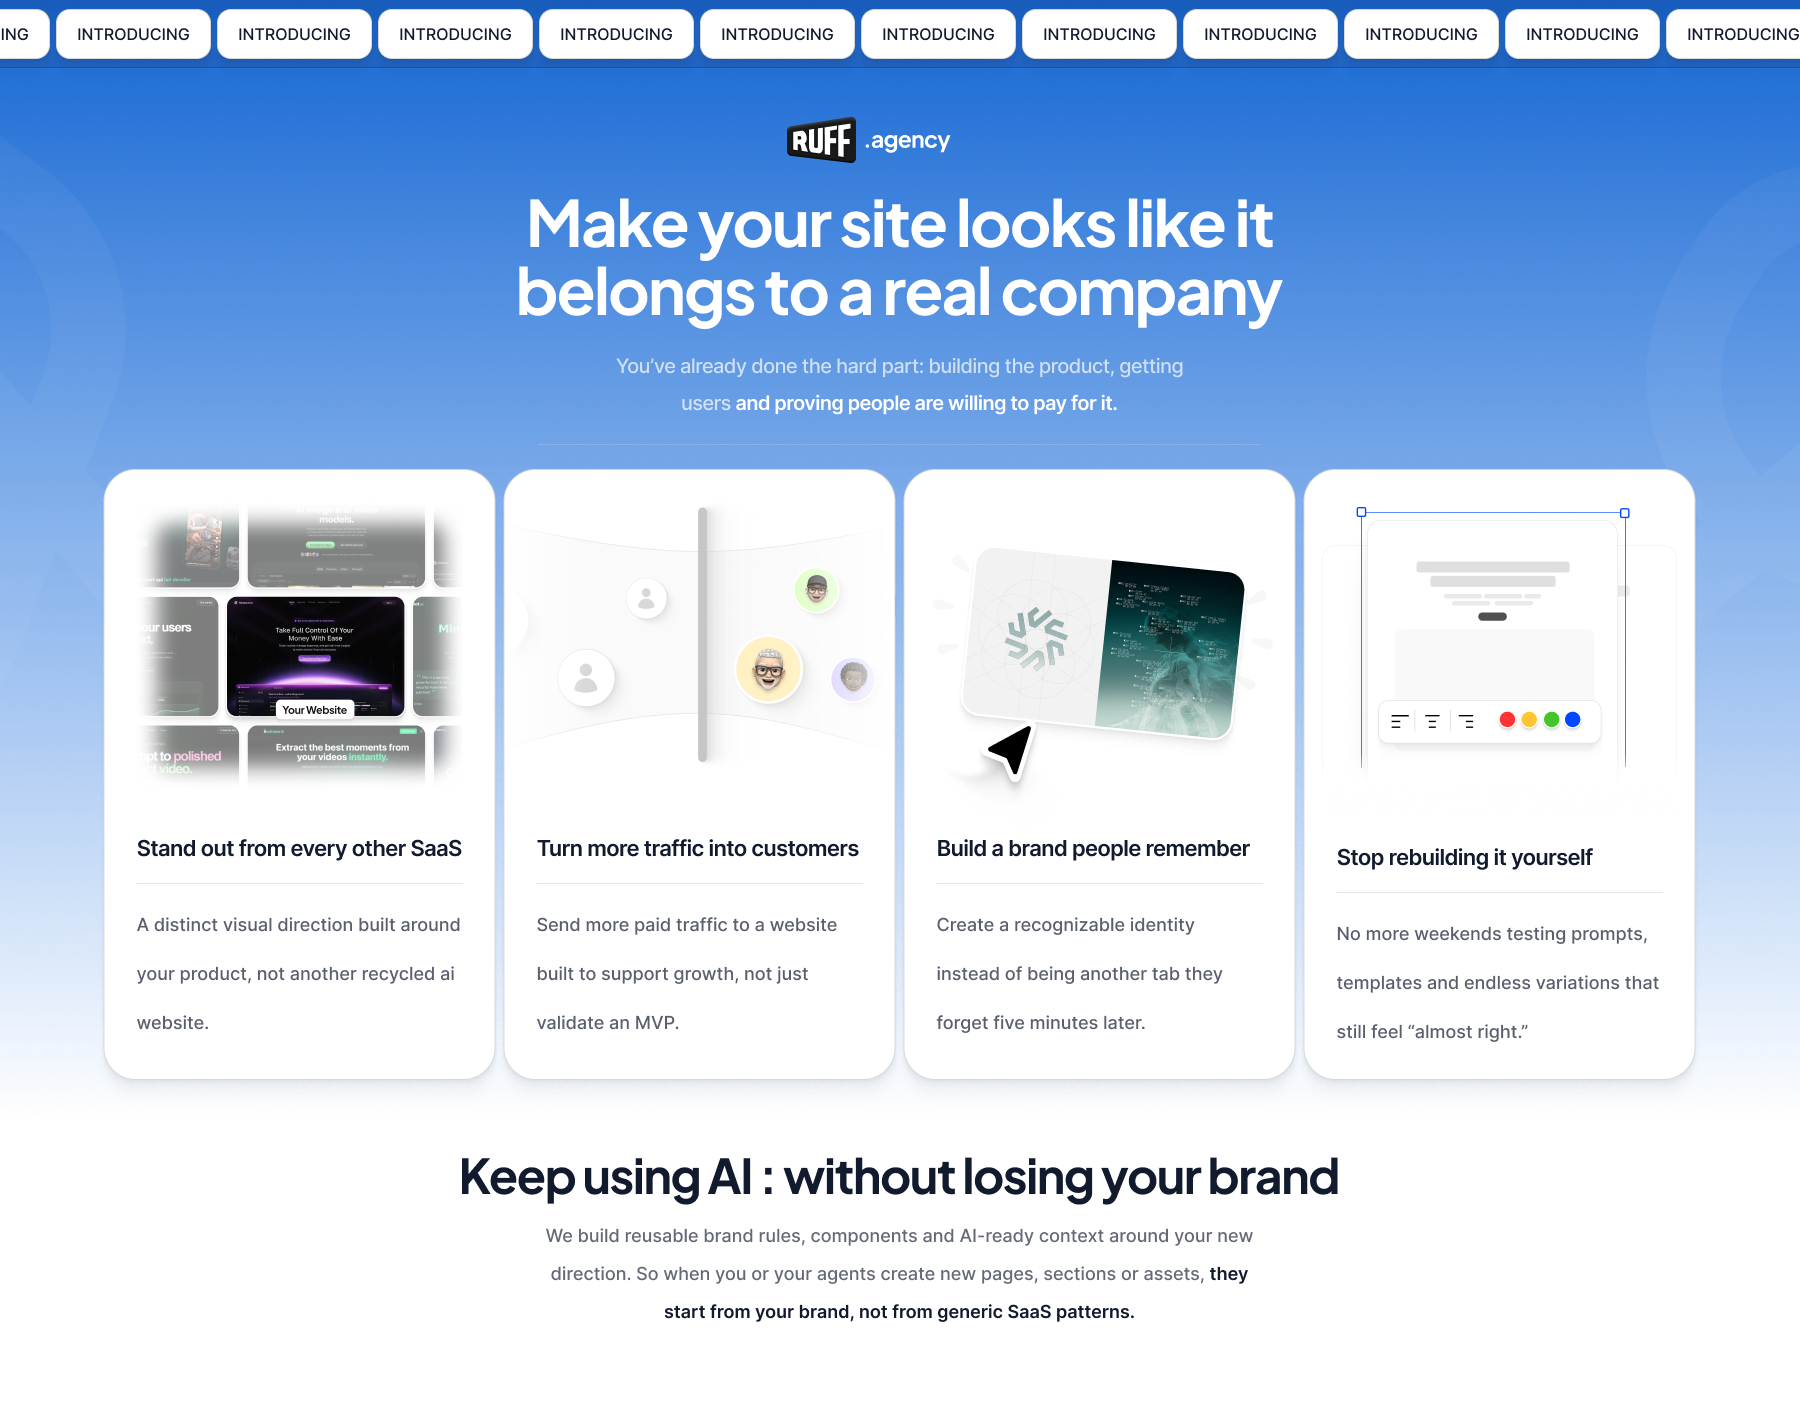 ING INTRODUCING INTRODUCING INTRODUCING INTRODUCING INTRODUCING INTRODUCING INTRODUCING INTRODUCING INTRODUCING INTRODUCING INTRODUCING
RUFF .agency
Make your site looks like it
belongs to a real company
You've already done the hard part: building the product, getting
users and proving people are willing to pay for it.
models.
our users
Take Full Control Of Your
Money With Ease
Your Website
Extract the best moments from
your videos instantly.
pt to polished
ct video.
Stand out from every other SaaS
A distinct visual direction built around
your product, not another recycled ai
website.
Turn more traffic into customers
Send more paid traffic to a website
built to support growth, not just
validate an MVP.
Build a brand people remember
Create a recognizable identity
instead of being another tab they
forget five minutes later.
Stop rebuilding it yourself
No more weekends testing prompts,
templates and endless variations that
still feel “almost right.”
Keep using AI : without losing your brand
We build reusable brand rules, components and AI-ready context around your new
direction. So when you or your agents create new pages, sections or assets, they
start from your brand, not from generic SaaS patterns.